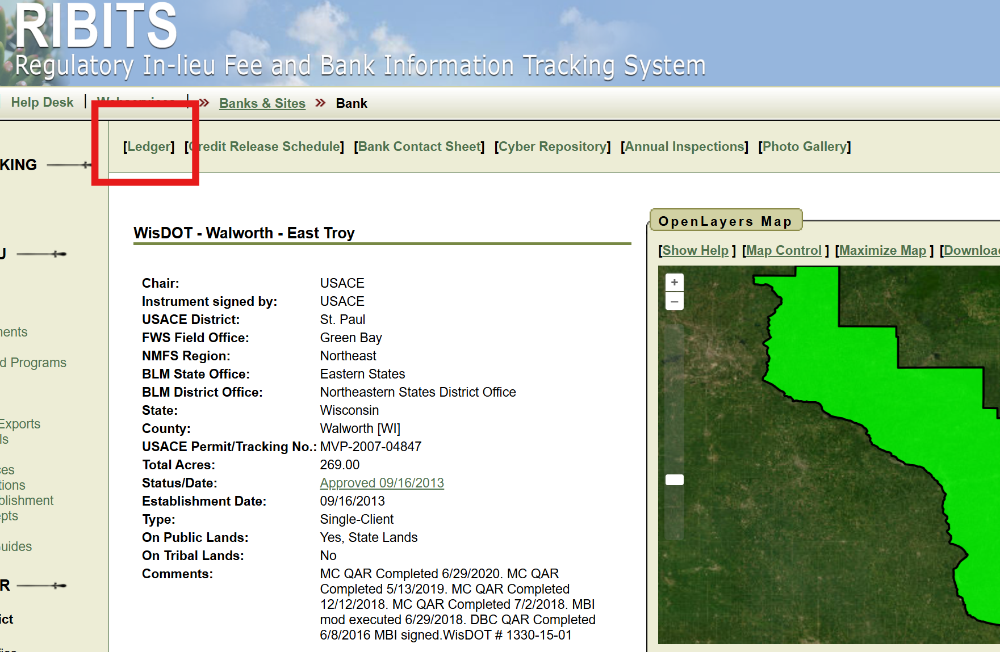 RIBITS
Regulatory In-lieu Fee and Bank Information Tracking System
Help Desk | Webservices | » Banks & Sites » Bank
[Ledger] [Credit Release Schedule] [Bank Contact Sheet] [Cyber Repository] [Annual Inspections] [Photo Gallery]
KING
U
ments
d Programs
Exports
ls
ces
tions
blishment
epts
uides
R
ict
WisDOT - Walworth - East Troy
Chair: USACE
Instrument signed by: USACE
USACE District: St. Paul
FWS Field Office: Green Bay
NMFS Region: Northeast
BLM State Office: Eastern States
BLM District Office: Northeastern States District Office
State: Wisconsin
County: Walworth [WI]
USACE Permit/Tracking No.: MVP-2007-04847
Total Acres: 269.00
Status/Date: Approved 09/16/2013
Establishment Date: 09/16/2013
Type: Single-Client
On Public Lands: Yes, State Lands
On Tribal Lands: No
Comments: MC QAR Completed 6/29/2020. MC QAR
Completed 5/13/2019. MC QAR Completed
12/12/2018. MC QAR Completed 7/2/2018. MBI
mod executed 6/29/2018. DBC QAR Completed
6/8/2016 MBI signed.WisDOT # 1330-15-01
OpenLayers Map
[Show Help ] [Map Control ] [Maximize Map ] [Downloa
+
−